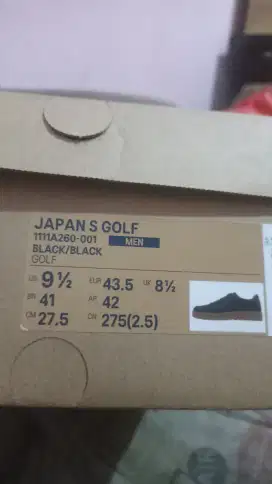 JAPAN S GOLF
1111A260-001 MEN
BLACK/BLACK
GOLF
US 9½ EUR 43.5 UK 8½
BR 41 AP 42
CM 27.5 CN 275(2.5)